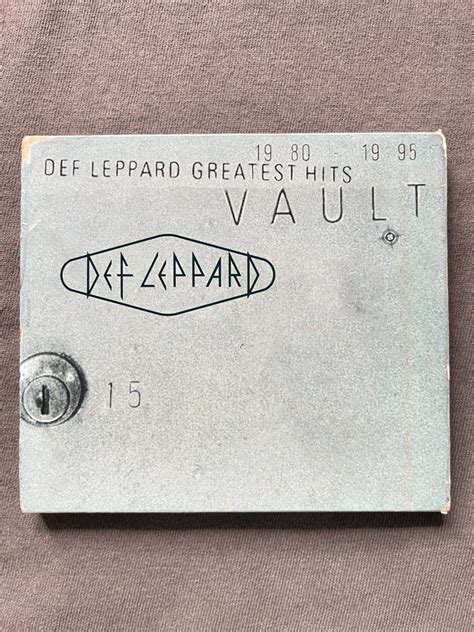 19 80 - 19 95
DEF LEPPARD GREATEST HITS
VAULT
DEF LEPPARD
15